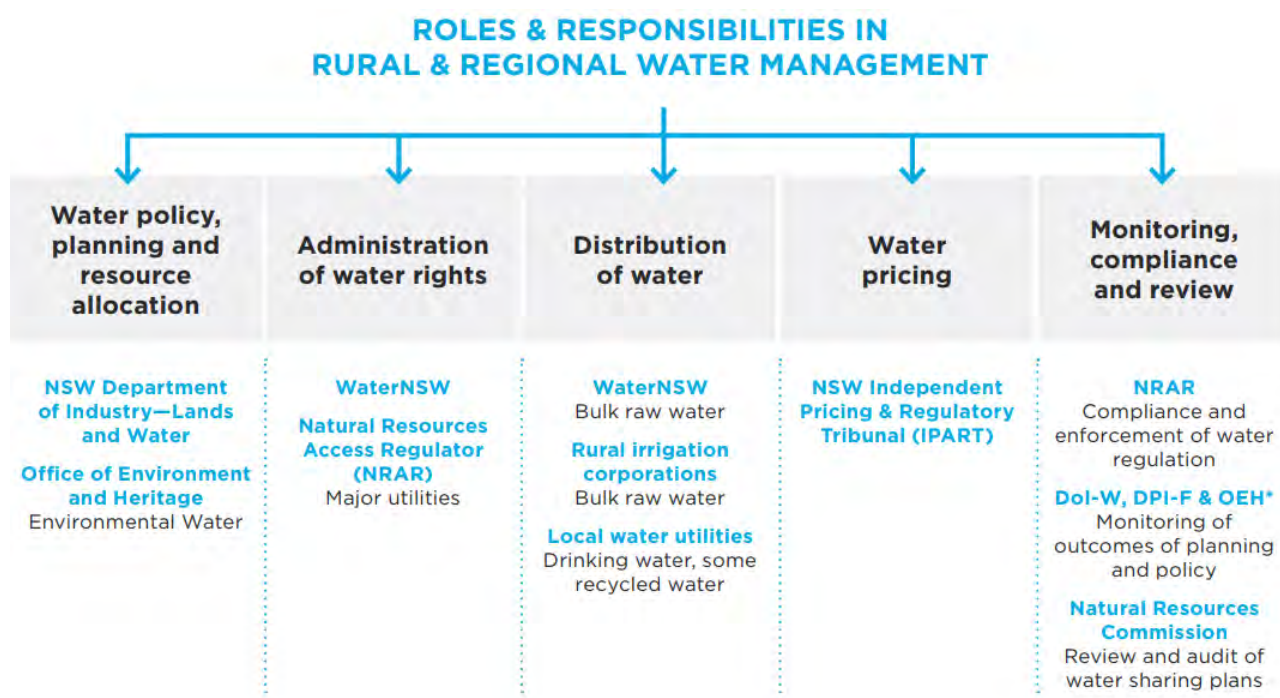 ROLES & RESPONSIBILITIES IN
RURAL & REGIONAL WATER MANAGEMENT
Water policy,
planning and
resource
allocation
NSW Department
of Industry—Lands
and Water
Office of Environment
and Heritage
Environmental Water
Administration
of water rights
WaterNSW
Natural Resources
Access Regulator
(NRAR)
Major utilities
Distribution
of water
WaterNSW
Bulk raw water
Rural irrigation
corporations
Bulk raw water
Local water utilities
Drinking water, some
recycled water
Water
pricing
NSW Independent
Pricing & Regulatory
Tribunal (IPART)
Monitoring,
compliance
and review
NRAR
Compliance and
enforcement of water
regulation
DoI-W, DPI-F & OEH*
Monitoring of
outcomes of planning
and policy
Natural Resources
Commission
Review and audit of
water sharing plans